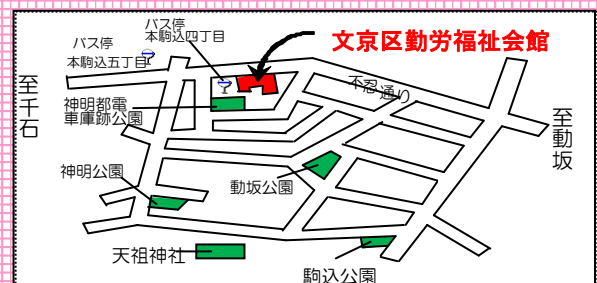 バス停
本駒込四丁目
文京区勤労福祉会館
バス停
本駒込五丁目
不忍通り
至千石
神明都電
車庫跡公園
至動坂
神明公園
動坂公園
天祖神社
駒込公園